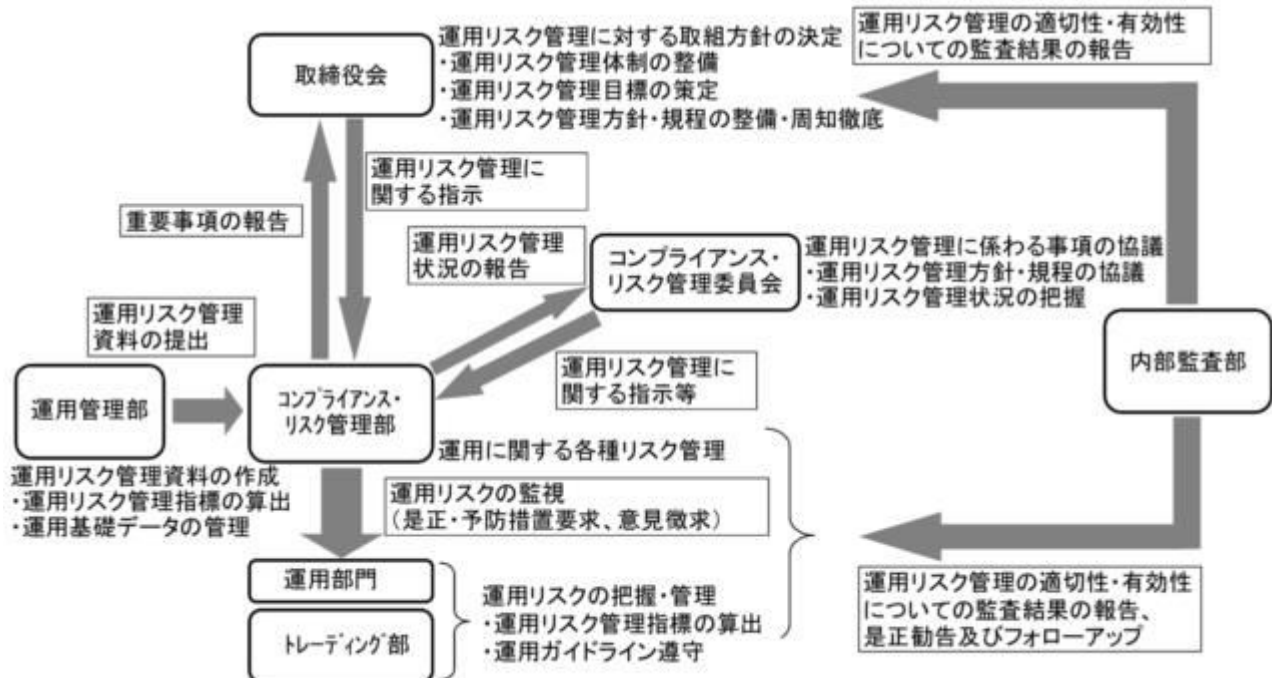 取締役会
運用リスク管理に対する取組方針の決定
・運用リスク管理体制の整備
・運用リスク管理目標の策定
・運用リスク管理方針・規程の整備・周知徹底
運用リスク管理の適切性・有効性
についての監査結果の報告
運用リスク管理に
関する指示
重要事項の報告
運用リスク管理
状況の報告
コンプライアンス・
リスク管理委員会
運用リスク管理に係わる事項の協議
・運用リスク管理方針・規程の協議
・運用リスク管理状況の把握
運用リスク管理
資料の提出
運用リスク管理に
関する指示等
内部監査部
運用管理部
コンプライアンス・
リスク管理部
運用に関する各種リスク管理
運用リスク管理資料の作成
・運用リスク管理指標の算出
・運用基礎データの管理
運用リスクの監視
(是正・予防措置要求、意見徴求)
運用部門
トレーディング部
運用リスクの把握・管理
・運用リスク管理指標の算出
・運用ガイドライン遵守
運用リスク管理の適切性・有効性
についての監査結果の報告、
是正勧告及びフォローアップ